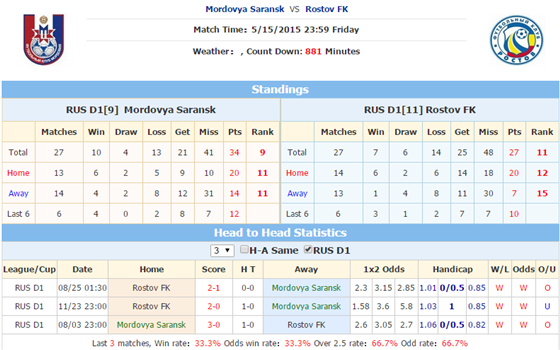 Mordovya Saransk VS Rostov FK
Match Time: 5/15/2015 23:59 Friday
Weather: , Count Down: 881 Minutes
Standings
RUS D1[9] Mordovya Saransk
Matches Win Draw Loss Get Miss Pts Rank
Total 27 10 4 13 21 41 34 9
Home 13 6 2 5 9 10 20 11
Away 14 4 2 8 12 31 14 11
Last 6 6 4 0 2 8 7 12
RUS D1[11] Rostov FK
Matches Win Draw Loss Get Miss Pts Rank
Total 27 7 6 14 25 48 27 11
Home 14 6 2 6 14 18 20 12
Away 13 1 4 8 11 30 7 15
Last 6 6 3 1 2 7 7 10
Head to Head Statistics
3 H-A Same RUS D1
League/Cup Date Home Score H T Away 1x2 Odds Handicap W/L Odds O/U
RUS D1 08/25 01:30 Rostov FK 2-1 0-0 Mordovya Saransk 2.3 3.15 2.85 1.01 0/0.5 0.85 W W O
RUS D1 11/23 23:00 Rostov FK 2-0 1-0 Mordovya Saransk 1.58 3.6 5.8 1.03 1 0.85 W W U
RUS D1 08/03 23:00 Mordovya Saransk 3-0 1-0 Rostov FK 2.6 3.05 2.7 1.06 0/0.5 0.82 W W O
Last 3 matches, Win rate: 33.3% Odds win rate: 33.3% Over 2.5 rate: 66.7% Odd rate: 66.7%